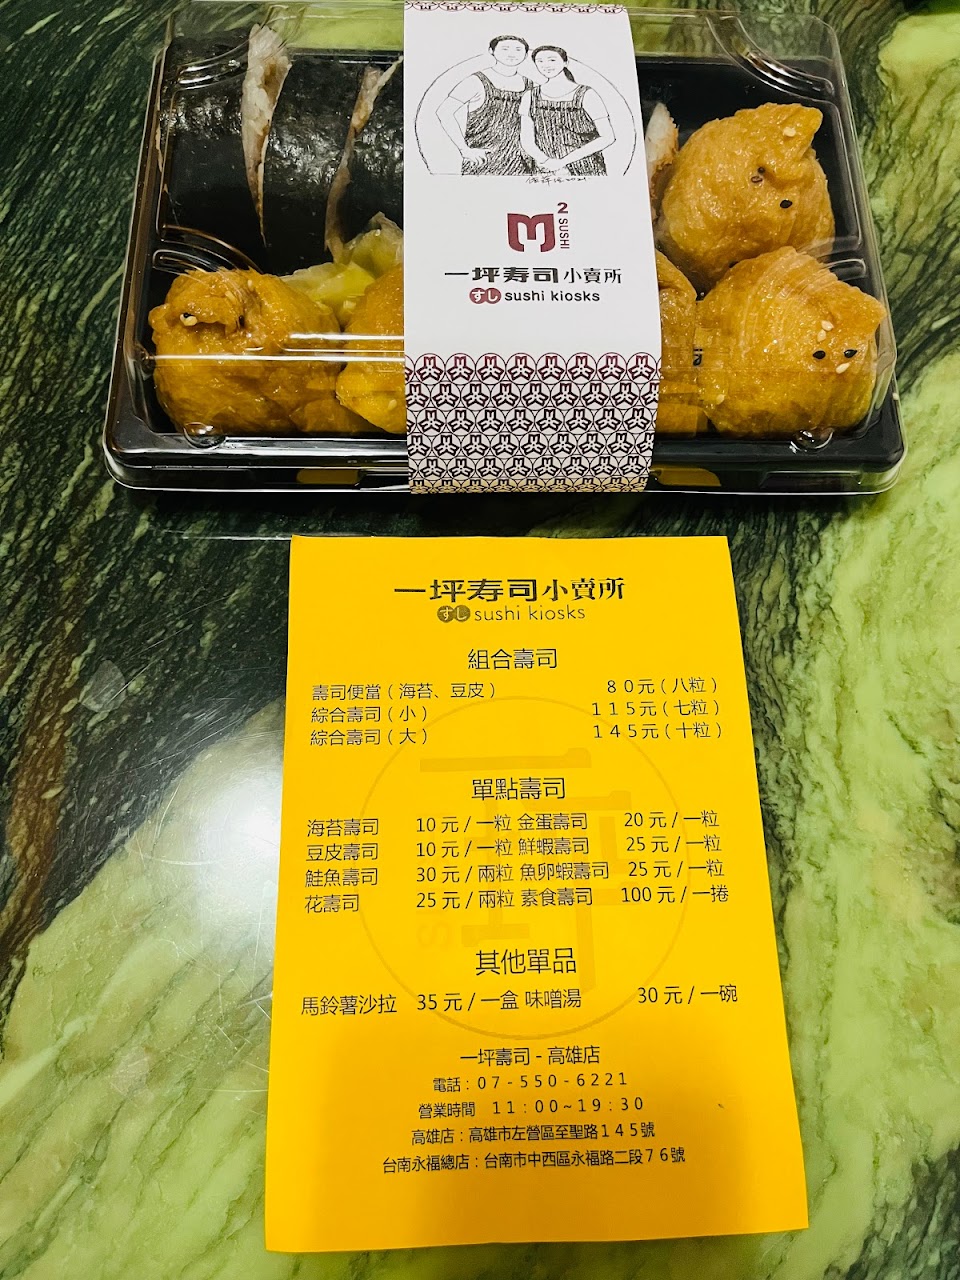 M² SUSHI
一坪寿司小賣所
すし sushi kiosks
一坪寿司小賣所
すし sushi kiosks
組合壽司
壽司便當(海苔、豆皮) 80元(八粒)
綜合壽司(小) 115元(七粒)
綜合壽司(大) 145元(十粒)
單點壽司
海苔壽司 10元/一粒 金蛋壽司 20元/一粒
豆皮壽司 10元/一粒 鮮蝦壽司 25元/一粒
鮭魚壽司 30元/兩粒 魚卵蝦壽司 25元/一粒
花壽司 25元/兩粒 素食壽司 100元/一捲
其他單品
馬鈴薯沙拉 35元/一盒 味噌湯 30元/一碗
一坪壽司-高雄店
電話:07-550-6221
營業時間 11:00~19:30
高雄店:高雄市左營區至聖路145號
台南永福總店:台南市中西區永福路二段76號